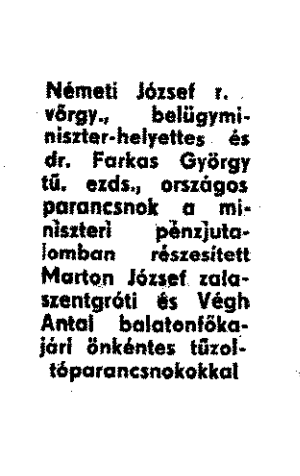 Németi József r.
vőrgy., belügymi-
niszter-helyettes és
dr. Farkas György
tű. ezds., országos
parancsnok a mi-
niszteri pénzjuta-
lomban részesített
Marton József zala-
szentgróti és Végh
Antal balatonfőka-
jári önkéntes tűzol-
tóparancsnokokkal